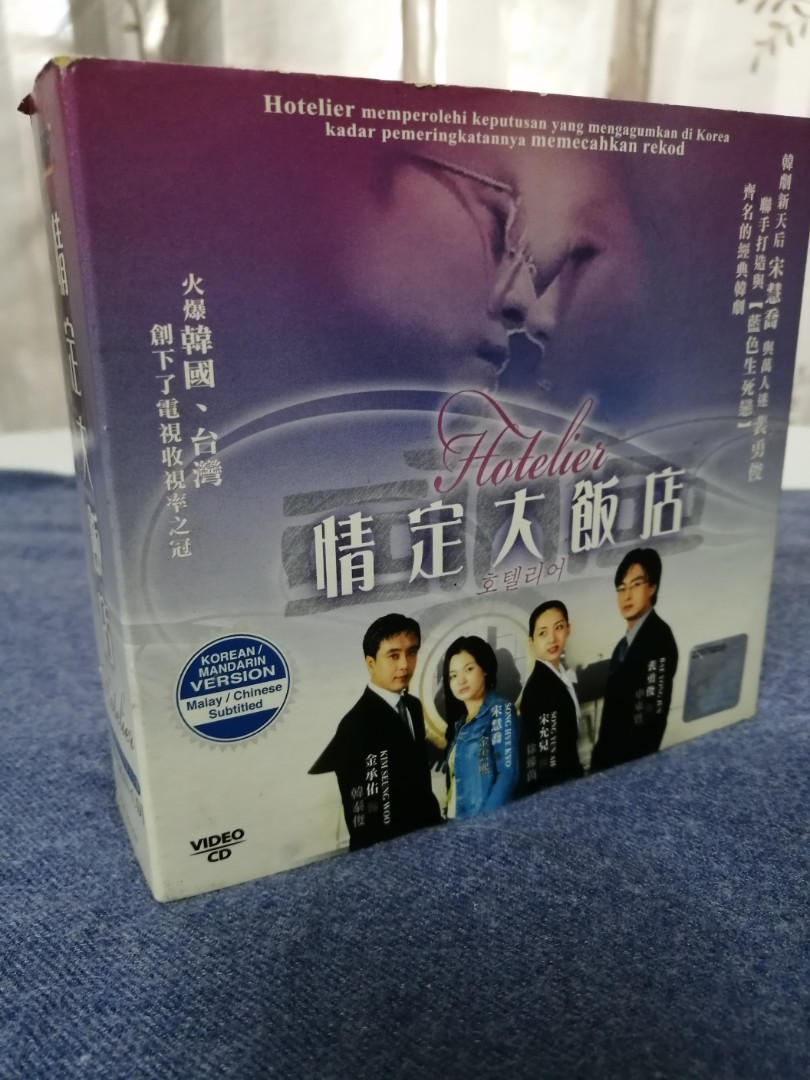 Hotelier memperolehi keputusan yang mengagumkan di Korea
kadar pemeringkatannya memecahkan rekod
韓劇新天后 宋慧喬 與萬人迷 裴勇俊
聯手打造與【藍色生死戀】
齊名的經典韓劇
火爆韓國、台灣
創下了電視收視率之冠
Hotelier
情定大飯店
호텔리어
KOREAN/
MANDARIN
VERSION
Malay / Chinese
Subtitled
KIM SEUNG WOO
金承佑 飾
韓泰俊
SONG HYE KYO
宋慧喬
SONG YUN AH
宋允兒
BAE YONG JUN
裴勇俊
VIDEO
CD
情定大飯店
Hotelier